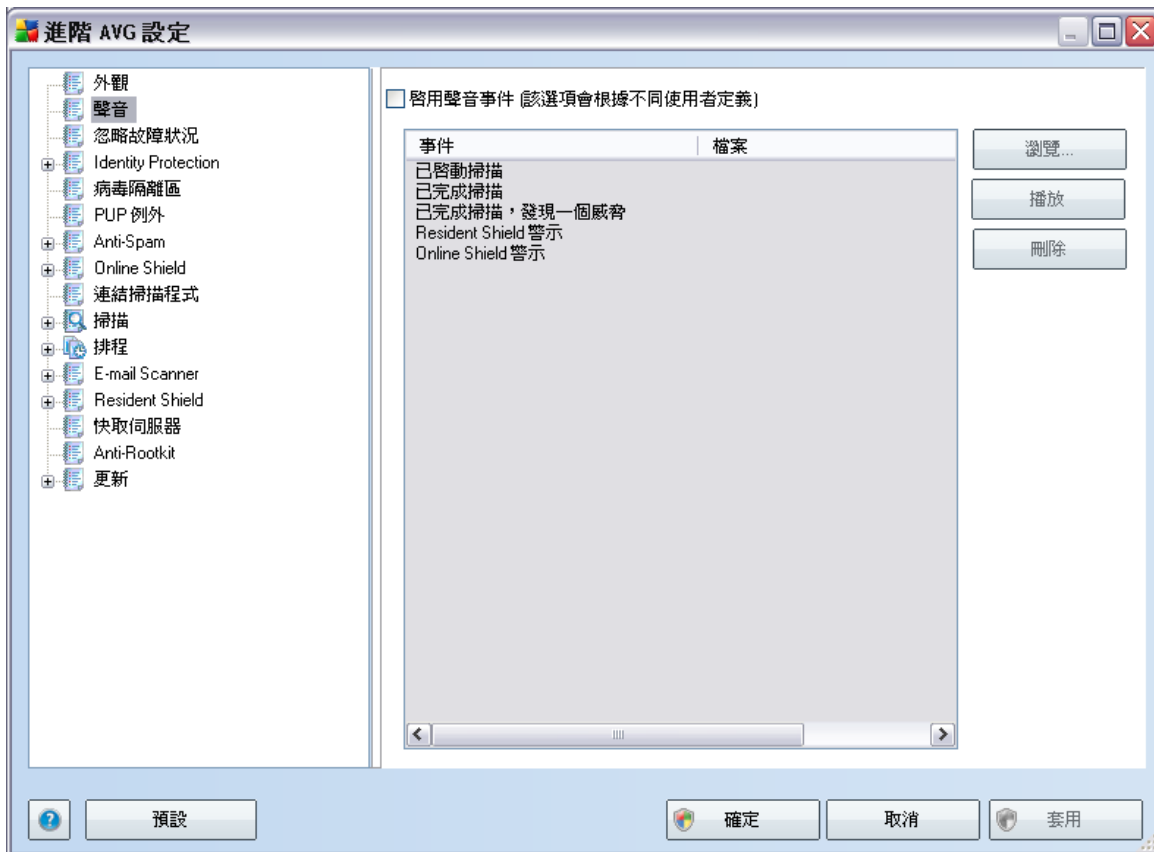 進階 AVG 設定
外觀
聲音
忽略故障狀況
Identity Protection
病毒隔離區
PUP 例外
Anti-Spam
Online Shield
連結掃描程式
掃描
排程
E-mail Scanner
Resident Shield
快取伺服器
Anti-Rootkit
更新
啓用聲音事件 (該選項會根據不同使用者定義)
事件 檔案
已啓動掃描
已完成掃描
已完成掃描，發現一個威脅
Resident Shield 警示
Online Shield 警示
瀏覽...
播放
刪除
預設
確定
取消
套用